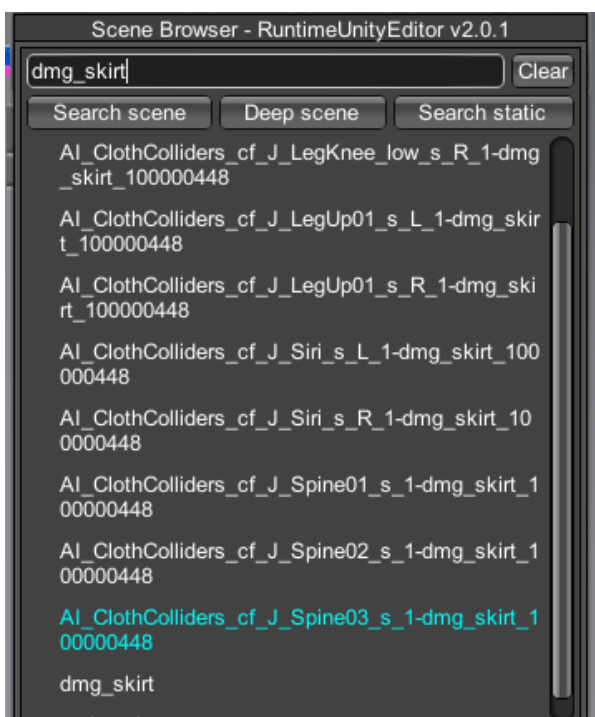 Scene Browser - RuntimeUnityEditor v2.0.1
dmg_skirt Clear
Search scene Deep scene Search static
AI_ClothColliders_cf_J_LegKnee_low_s_R_1-dmg
_skirt_100000448
AI_ClothColliders_cf_J_LegUp01_s_L_1-dmg_skir
t_100000448
AI_ClothColliders_cf_J_LegUp01_s_R_1-dmg_ski
rt_100000448
AI_ClothColliders_cf_J_Siri_s_L_1-dmg_skirt_100
000448
AI_ClothColliders_cf_J_Siri_s_R_1-dmg_skirt_10
0000448
AI_ClothColliders_cf_J_Spine01_s_1-dmg_skirt_1
00000448
AI_ClothColliders_cf_J_Spine02_s_1-dmg_skirt_1
00000448
AI_ClothColliders_cf_J_Spine03_s_1-dmg_skirt_1
00000448
dmg_skirt